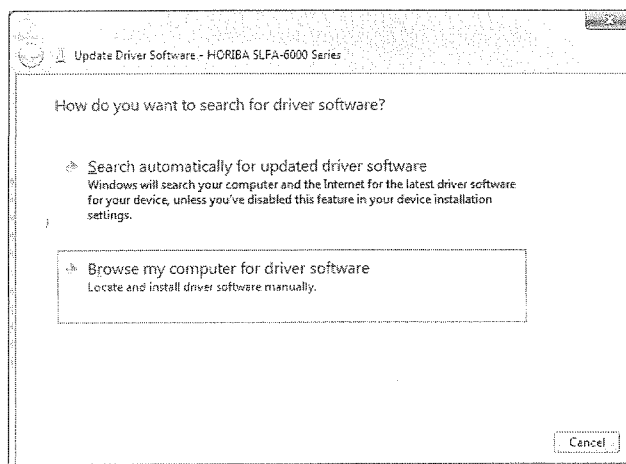 Update Driver Software - HORIBA SLFA-6000 Series
How do you want to search for driver software?
Search automatically for updated driver software
Windows will search your computer and the Internet for the latest driver software
for your device, unless you've disabled this feature in your device installation
settings.
Browse my computer for driver software
Locate and install driver software manually.
Cancel